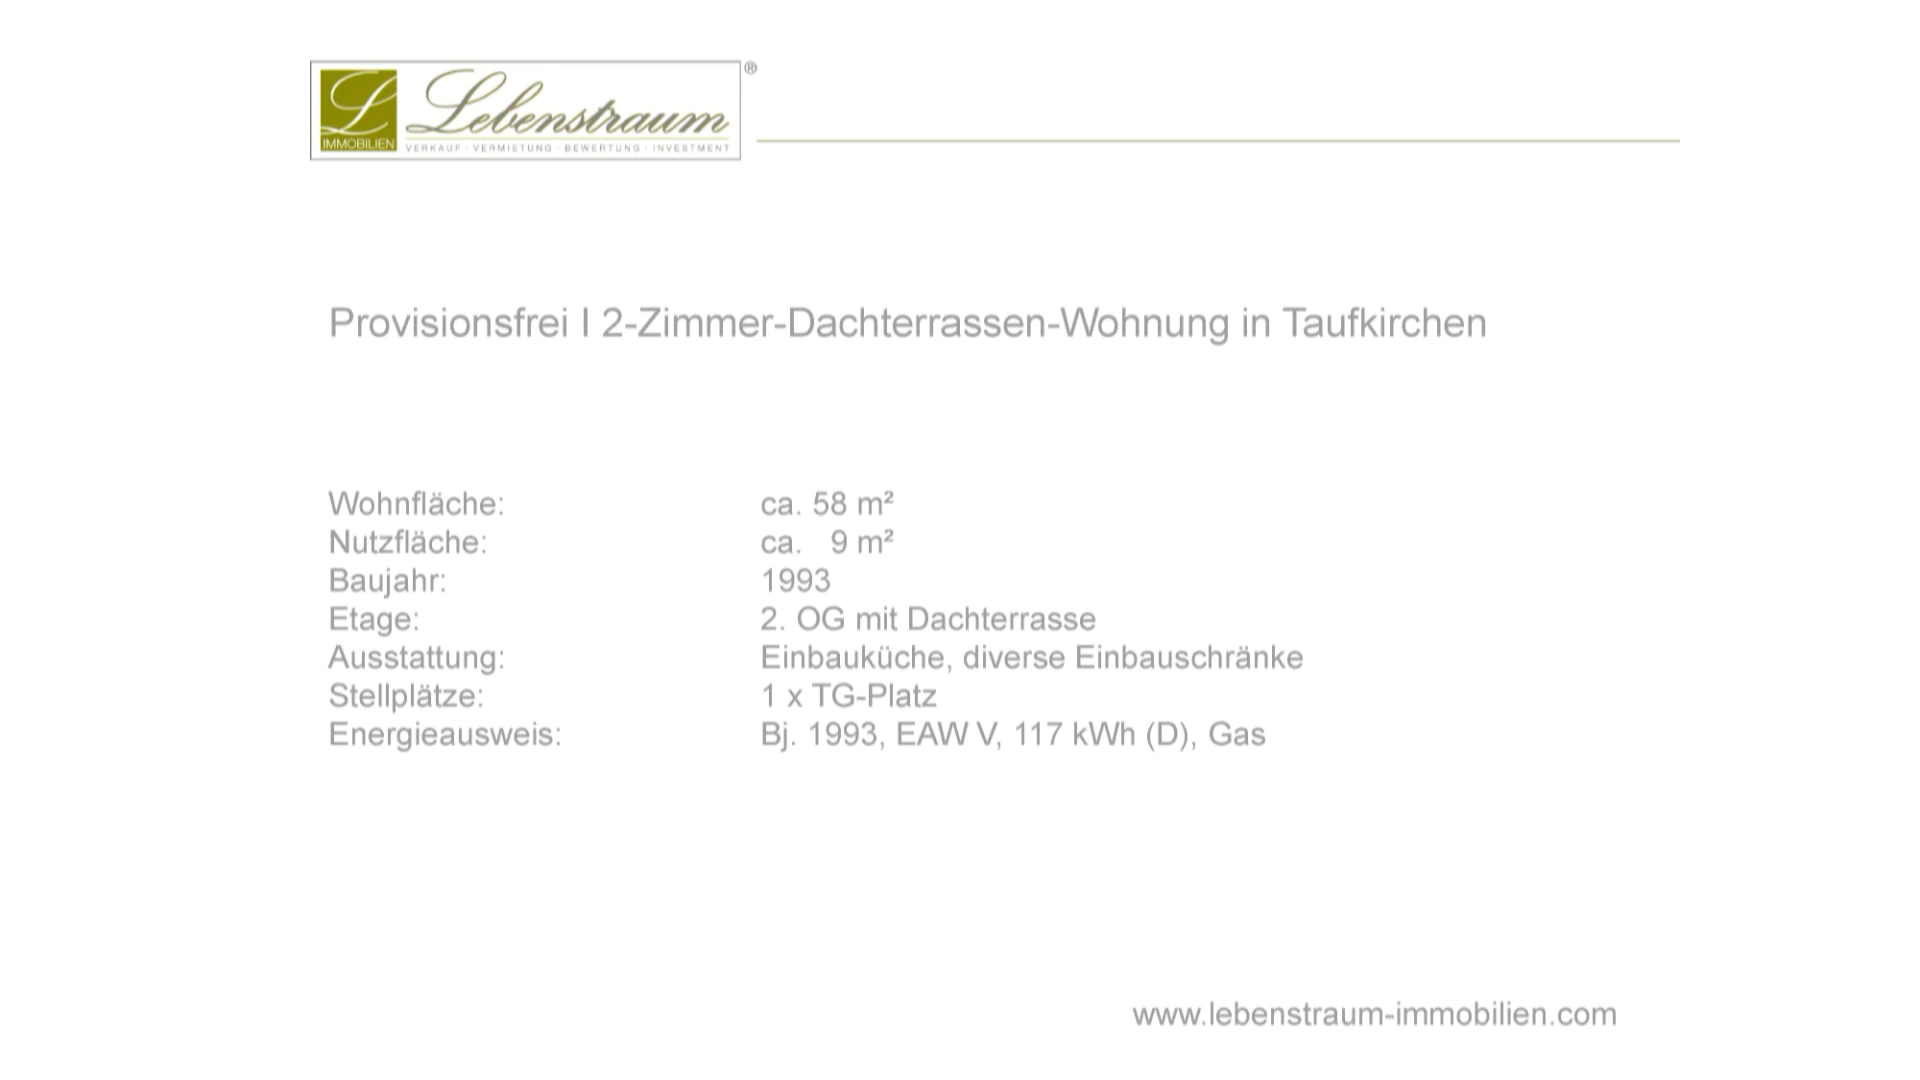 L Lebenstraum ®
IMMOBILIEN VERKAUF · VERMIETUNG · BEWERTUNG · INVESTMENT
Provisionsfrei I 2-Zimmer-Dachterrassen-Wohnung in Taufkirchen
Wohnfläche: ca. 58 m²
Nutzfläche: ca. 9 m²
Baujahr: 1993
Etage: 2. OG mit Dachterrasse
Ausstattung: Einbauküche, diverse Einbauschränke
Stellplätze: 1 x TG-Platz
Energieausweis: Bj. 1993, EAW V, 117 kWh (D), Gas
www.lebenstraum-immobilien.com